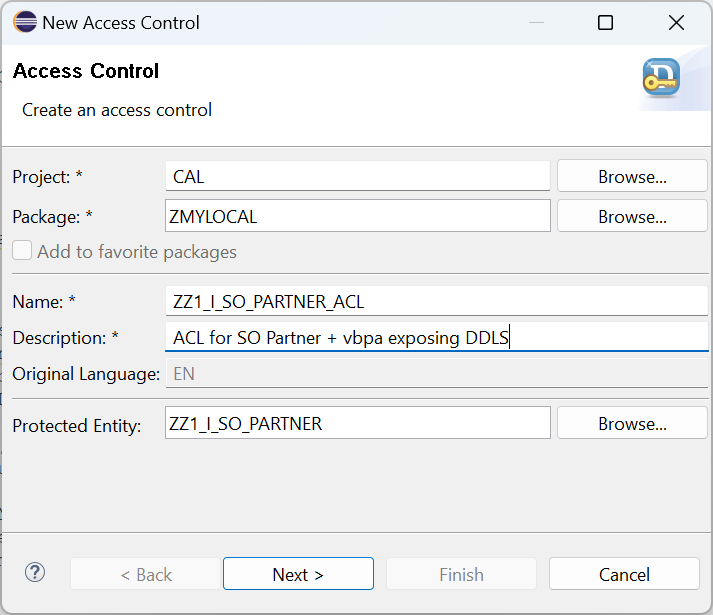 New Access Control
Access Control
Create an access control
Project: * CAL Browse...
Package: * ZMYLOCAL Browse...
Add to favorite packages
Name: * ZZ1_I_SO_PARTNER_ACL
Description: * ACL for SO Partner + vbpa exposing DDLS
Original Language: EN
Protected Entity: ZZ1_I_SO_PARTNER Browse...
? < Back Next > Finish Cancel